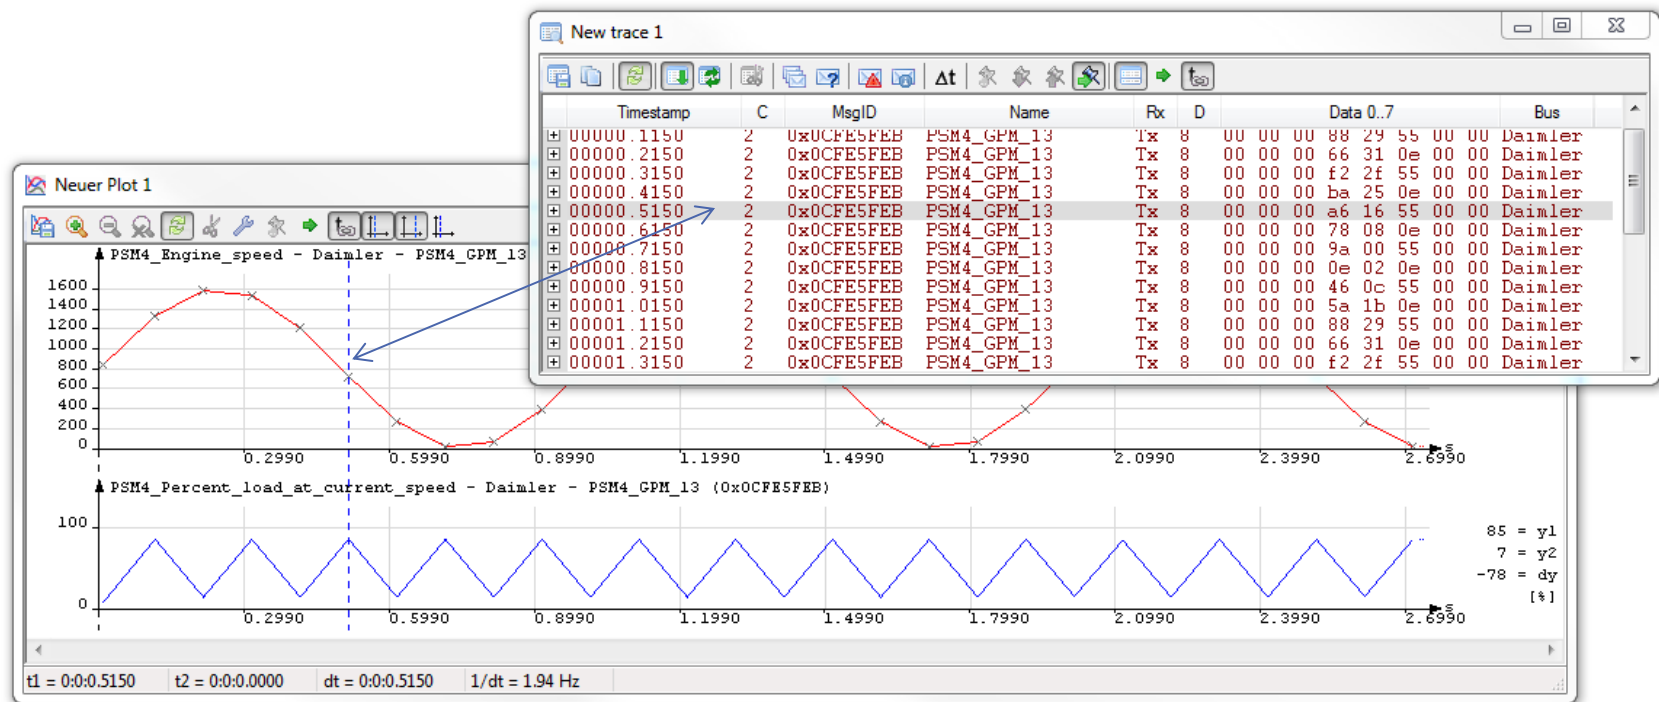 New trace 1
Δt
Timestamp C MsgID Name Rx D Data 0..7 Bus
00000.1150 2 0x0CFE5FEB PSM4_GPM_13 Tx 8 00 00 00 88 29 55 00 00 Daimler
00000.2150 2 0x0CFE5FEB PSM4_GPM_13 Tx 8 00 00 00 66 31 0e 00 00 Daimler
00000.3150 2 0x0CFE5FEB PSM4_GPM_13 Tx 8 00 00 00 f2 2f 55 00 00 Daimler
00000.4150 2 0x0CFE5FEB PSM4_GPM_13 Tx 8 00 00 00 ba 25 0e 00 00 Daimler
00000.5150 2 0x0CFE5FEB PSM4_GPM_13 Tx 8 00 00 00 a6 16 55 00 00 Daimler
00000.6150 2 0x0CFE5FEB PSM4_GPM_13 Tx 8 00 00 00 78 08 0e 00 00 Daimler
00000.7150 2 0x0CFE5FEB PSM4_GPM_13 Tx 8 00 00 00 9a 00 55 00 00 Daimler
00000.8150 2 0x0CFE5FEB PSM4_GPM_13 Tx 8 00 00 00 0e 02 0e 00 00 Daimler
00000.9150 2 0x0CFE5FEB PSM4_GPM_13 Tx 8 00 00 00 46 0c 55 00 00 Daimler
00001.0150 2 0x0CFE5FEB PSM4_GPM_13 Tx 8 00 00 00 5a 1b 0e 00 00 Daimler
00001.1150 2 0x0CFE5FEB PSM4_GPM_13 Tx 8 00 00 00 88 29 55 00 00 Daimler
00001.2150 2 0x0CFE5FEB PSM4_GPM_13 Tx 8 00 00 00 66 31 0e 00 00 Daimler
00001.3150 2 0x0CFE5FEB PSM4_GPM_13 Tx 8 00 00 00 f2 2f 55 00 00 Daimler
Neuer Plot 1
PSM4_Engine_speed - Daimler - PSM4_GPM_13
1600
1400
1200
1000
800
600
400
200
0
s
0.2990 0.5990 0.8990 1.1990 1.4990 1.7990 2.0990 2.3990 2.6990
PSM4_Percent_load_at_current_speed - Daimler - PSM4_GPM_13 (0x0CFE5FEB)
100
85 = y1
7 = y2
-78 = dy
[%]
0
s
0.2990 0.5990 0.8990 1.1990 1.4990 1.7990 2.0990 2.3990 2.6990
t1 = 0:0:0.5150 t2 = 0:0:0.0000 dt = 0:0:0.5150 1/dt = 1.94 Hz